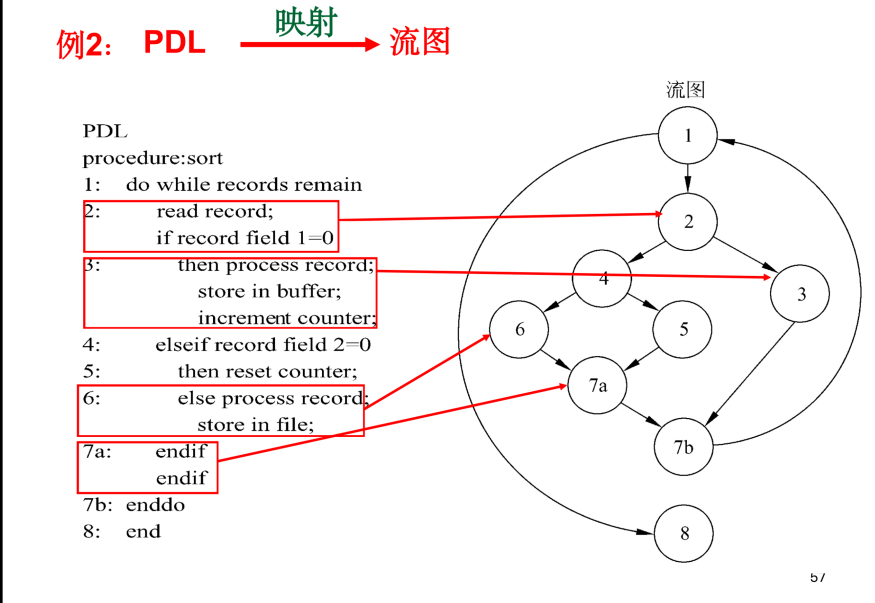 例2： PDL 映射 流图
流图
PDL
procedure:sort
1: do while records remain
2: read record;
if record field 1=0
3: then process record;
store in buffer;
increment counter;
4: elseif record field 2=0
5: then reset counter;
6: else process record;
store in file;
7a: endif
endif
7b: enddo
8: end
1
2
4
3
6
5
7a
7b
8
57